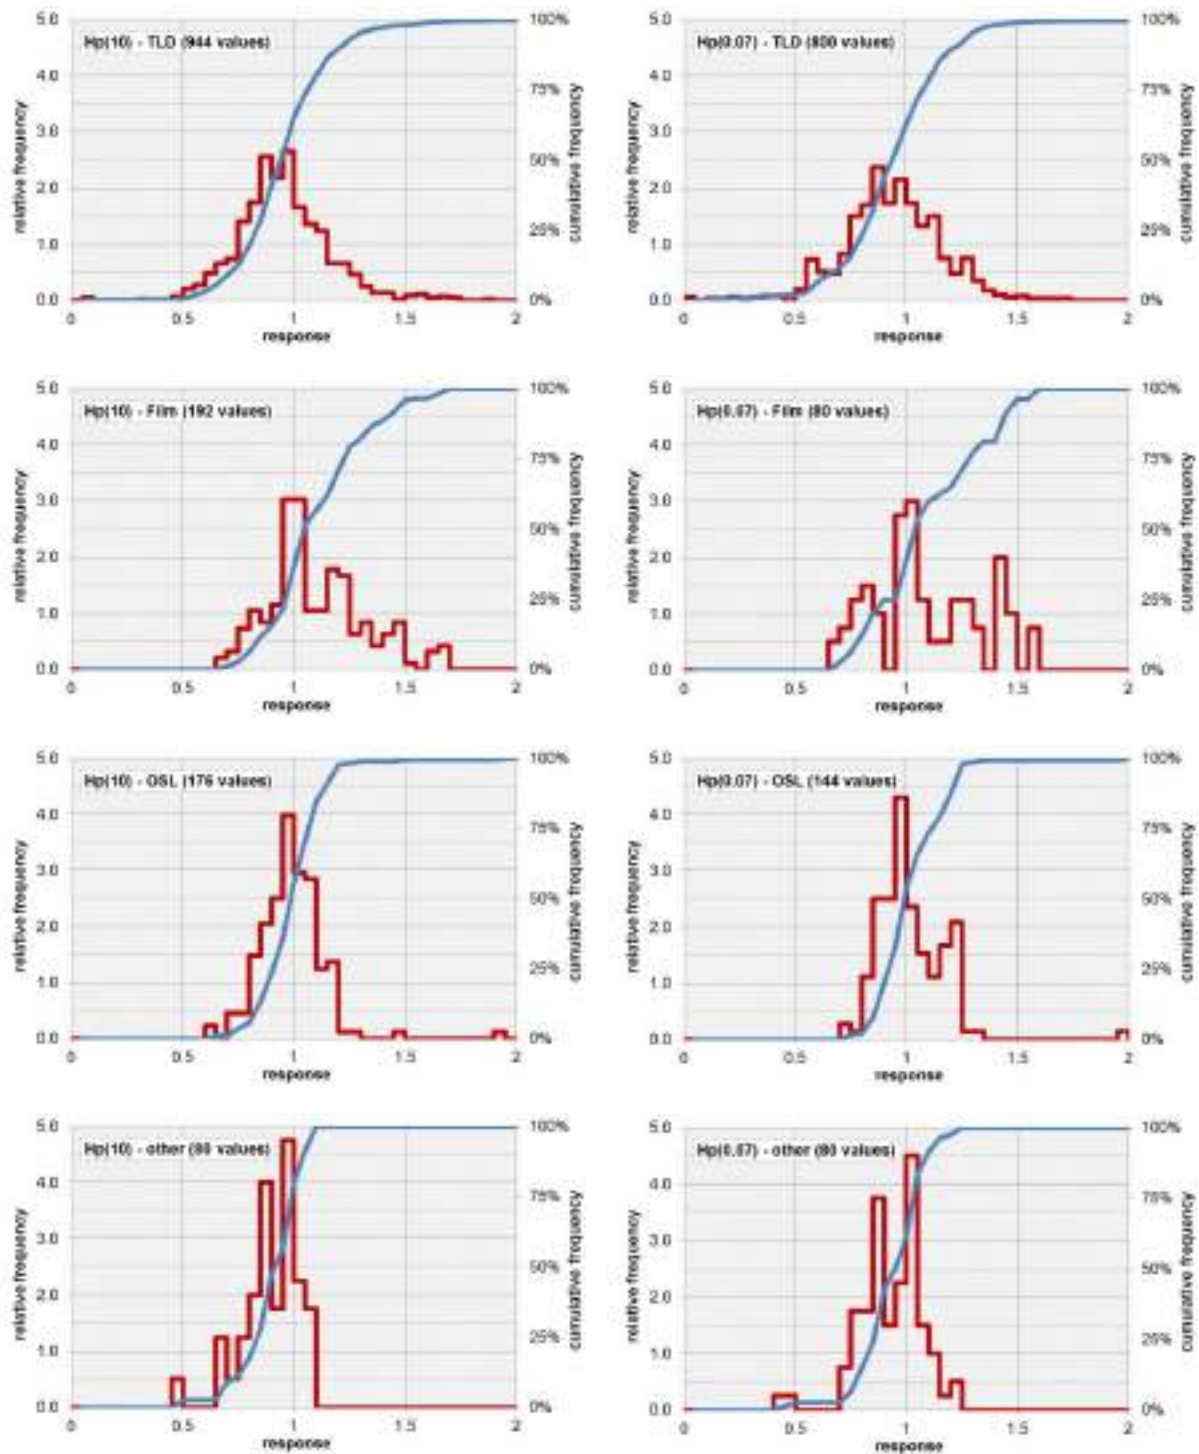 5.0 100%
Hp(10) - TLD (944 values)
4.0
75%
3.0
50%
2.0
25%
1.0
0.0 0%
0 0.5 1 1.5 2
response
relative frequency
cumulative frequency
5.0 100%
Hp(0.07) - TLD (800 values)
4.0
75%
3.0
50%
2.0
25%
1.0
0.0 0%
0 0.5 1 1.5 2
response
relative frequency
cumulative frequency
5.0 100%
Hp(10) - Film (192 values)
4.0
75%
3.0
50%
2.0
25%
1.0
0.0 0%
0 0.5 1 1.5 2
response
relative frequency
cumulative frequency
5.0 100%
Hp(0.07) - Film (80 values)
4.0
75%
3.0
50%
2.0
25%
1.0
0.0 0%
0 0.5 1 1.5 2
response
relative frequency
cumulative frequency
5.0 100%
Hp(10) - OSL (176 values)
4.0
75%
3.0
50%
2.0
25%
1.0
0.0 0%
0 0.5 1 1.5 2
response
relative frequency
cumulative frequency
5.0 100%
Hp(0.07) - OSL (144 values)
4.0
75%
3.0
50%
2.0
25%
1.0
0.0 0%
0 0.5 1 1.5 2
response
relative frequency
cumulative frequency
5.0 100%
Hp(10) - other (80 values)
4.0
75%
3.0
50%
2.0
25%
1.0
0.0 0%
0 0.5 1 1.5 2
response
relative frequency
cumulative frequency
5.0 100%
Hp(0.07) - other (80 values)
4.0
75%
3.0
50%
2.0
25%
1.0
0.0 0%
0 0.5 1 1.5 2
response
relative frequency
cumulative frequency